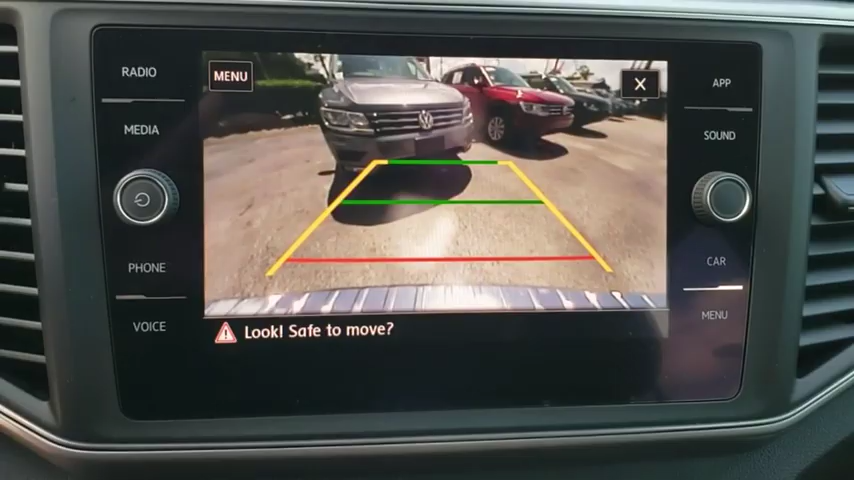 RADIO
MEDIA
PHONE
VOICE
MENU
X
Look! Safe to move?
APP
SOUND
CAR
MENU